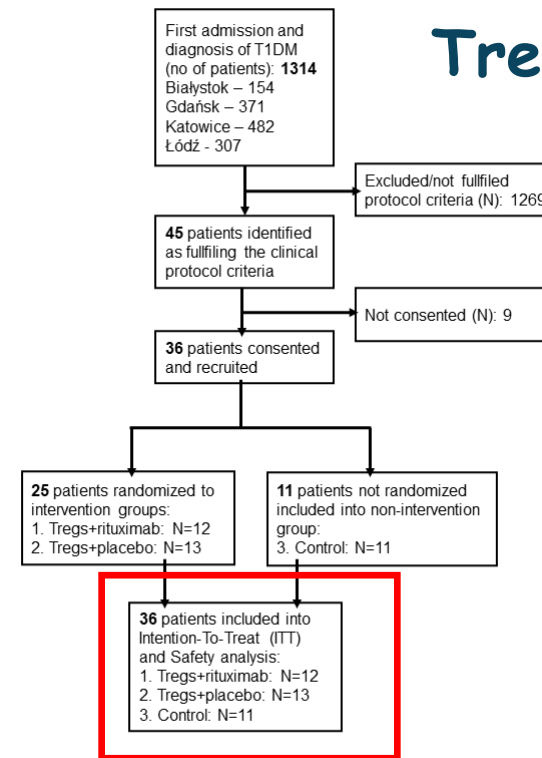 Tre
First admission and
diagnosis of T1DM
(no of patients): 1314
Białystok – 154
Gdańsk – 371
Katowice – 482
Łódź - 307
Excluded/not fullfiled
protocol criteria (N): 1269
45 patients identified
as fullfiling the clinical
protocol criteria
Not consented (N): 9
36 patients consented
and recruited
25 patients randomized to
intervention groups:
1. Tregs+rituximab: N=12
2. Tregs+placebo: N=13
11 patients not randomized
included into non-intervention
group:
3. Control: N=11
36 patients included into
Intention-To-Treat (ITT)
and Safety analysis:
1. Tregs+rituximab: N=12
2. Tregs+placebo: N=13
3. Control: N=11